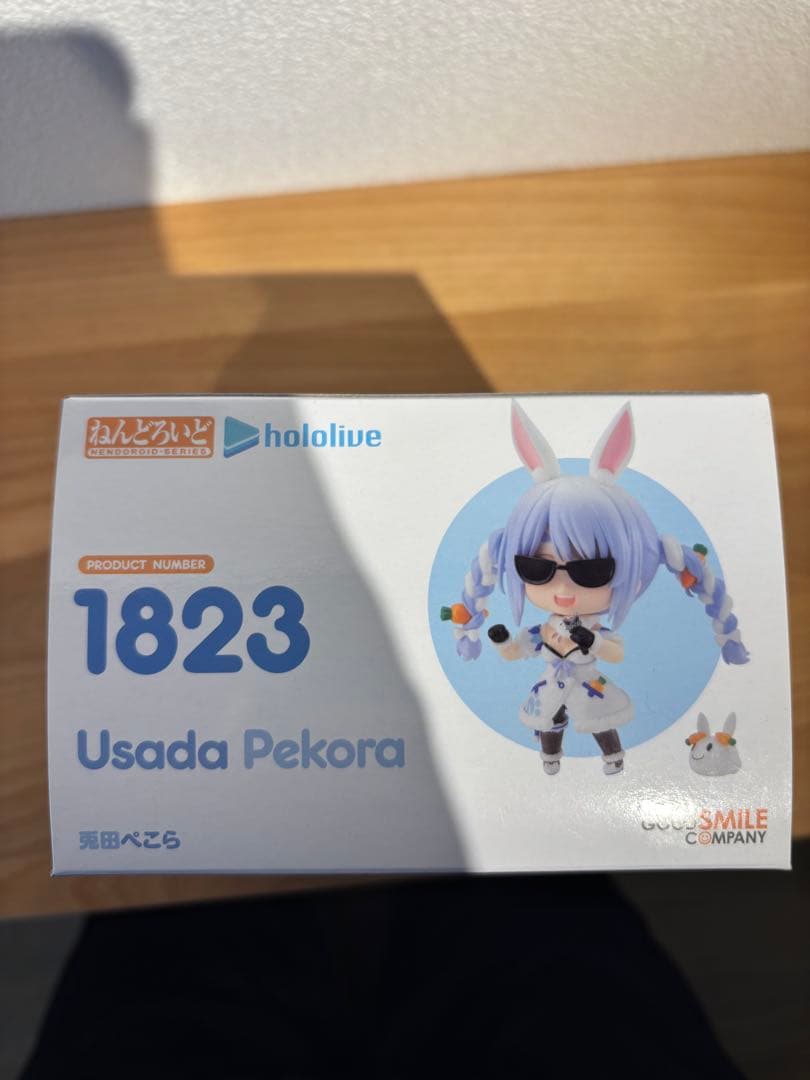 ねんどろいど
NENDOROID-SERIES
hololive
PRODUCT NUMBER
1823
Usada Pekora
兎田ぺこら
GOOD SMILE
COMPANY